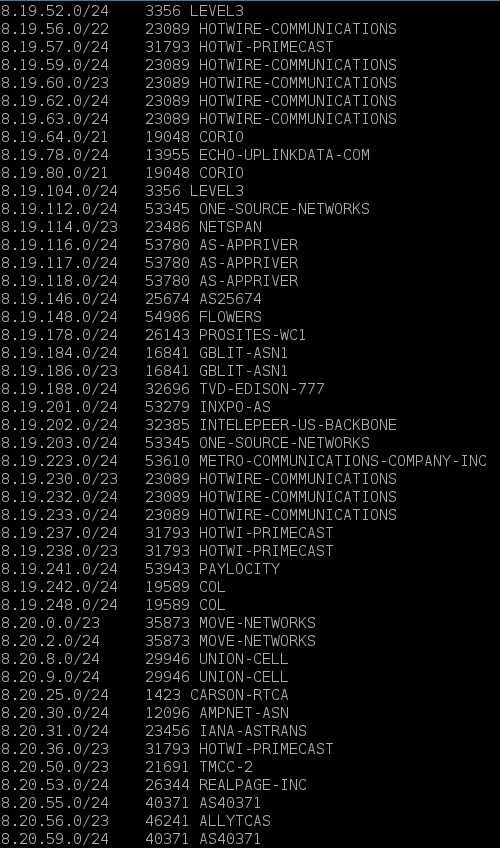 8.19.52.0/24 3356 LEVEL3
8.19.56.0/22 23089 HOTWIRE-COMMUNICATIONS
8.19.57.0/24 31793 HOTWI-PRIMECAST
8.19.59.0/24 23089 HOTWIRE-COMMUNICATIONS
8.19.60.0/23 23089 HOTWIRE-COMMUNICATIONS
8.19.62.0/24 23089 HOTWIRE-COMMUNICATIONS
8.19.63.0/24 23089 HOTWIRE-COMMUNICATIONS
8.19.64.0/21 19048 CORIO
8.19.78.0/24 13955 ECHO-UPLINKDATA-COM
8.19.80.0/21 19048 CORIO
8.19.104.0/24 3356 LEVEL3
8.19.112.0/24 53345 ONE-SOURCE-NETWORKS
8.19.114.0/23 23486 NETSPAN
8.19.116.0/24 53780 AS-APPRIVER
8.19.117.0/24 53780 AS-APPRIVER
8.19.118.0/24 53780 AS-APPRIVER
8.19.146.0/24 25674 AS25674
8.19.148.0/24 54986 FLOWERS
8.19.178.0/24 26143 PROSITES-WC1
8.19.184.0/24 16841 GBLIT-ASN1
8.19.186.0/23 16841 GBLIT-ASN1
8.19.188.0/24 32696 TVD-EDISON-777
8.19.201.0/24 53279 INXPO-AS
8.19.202.0/24 32385 INTELEPEER-US-BACKBONE
8.19.203.0/24 53345 ONE-SOURCE-NETWORKS
8.19.223.0/24 53610 METRO-COMMUNICATIONS-COMPANY-INC
8.19.230.0/23 23089 HOTWIRE-COMMUNICATIONS
8.19.232.0/24 23089 HOTWIRE-COMMUNICATIONS
8.19.233.0/24 23089 HOTWIRE-COMMUNICATIONS
8.19.237.0/24 31793 HOTWI-PRIMECAST
8.19.238.0/23 31793 HOTWI-PRIMECAST
8.19.241.0/24 53943 PAYLOCITY
8.19.242.0/24 19589 COL
8.19.248.0/24 19589 COL
8.20.0.0/23 35873 MOVE-NETWORKS
8.20.2.0/24 35873 MOVE-NETWORKS
8.20.8.0/24 29946 UNION-CELL
8.20.9.0/24 29946 UNION-CELL
8.20.25.0/24 1423 CARSON-RTCA
8.20.30.0/24 12096 AMPNET-ASN
8.20.31.0/24 23456 IANA-ASTRANS
8.20.36.0/23 31793 HOTWI-PRIMECAST
8.20.50.0/23 21691 TMCC-2
8.20.53.0/24 26344 REALPAGE-INC
8.20.55.0/24 40371 AS40371
8.20.56.0/23 46241 ALLYTCAS
8.20.59.0/24 40371 AS40371